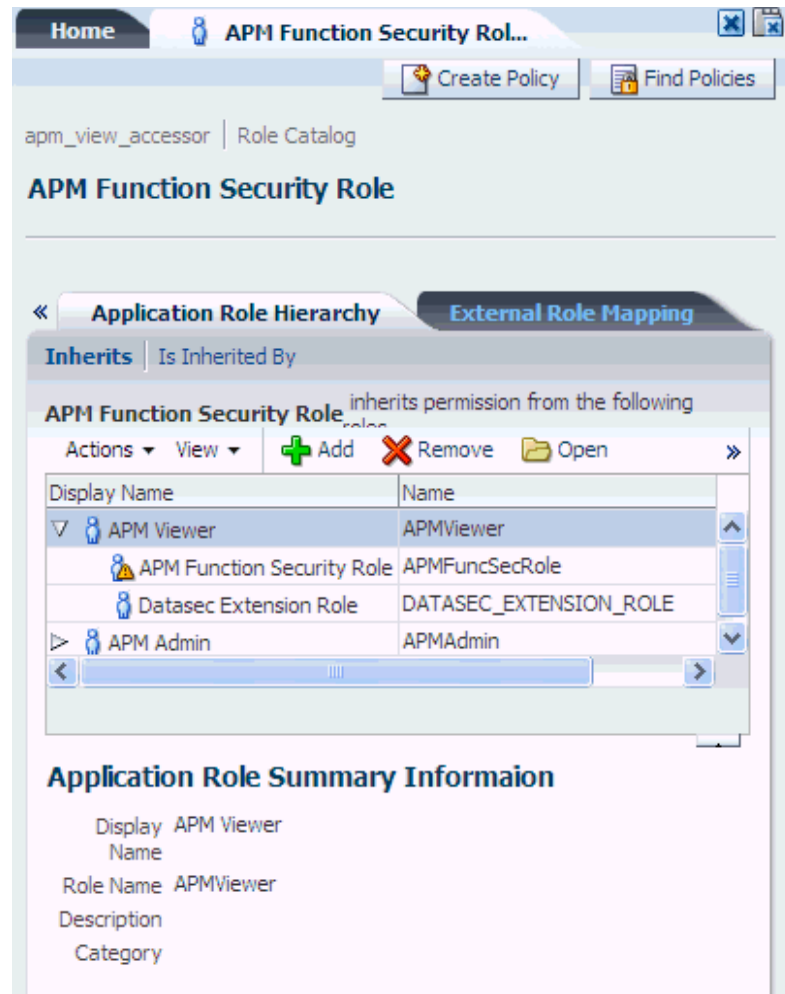 Home APM Function Security Rol...
Create Policy Find Policies
apm_view_accessor Role Catalog
APM Function Security Role
« Application Role Hierarchy External Role Mapping
Inherits Is Inherited By
APM Function Security Role inherits permission from the following
Actions View Add Remove Open »
Display Name Name
APM Viewer APMViewer
APM Function Security Role APMFuncSecRole
Datasec Extension Role DATASEC_EXTENSION_ROLE
APM Admin APMAdmin
Application Role Summary Informaion
Display Name APM Viewer
Role Name APMViewer
Description
Category